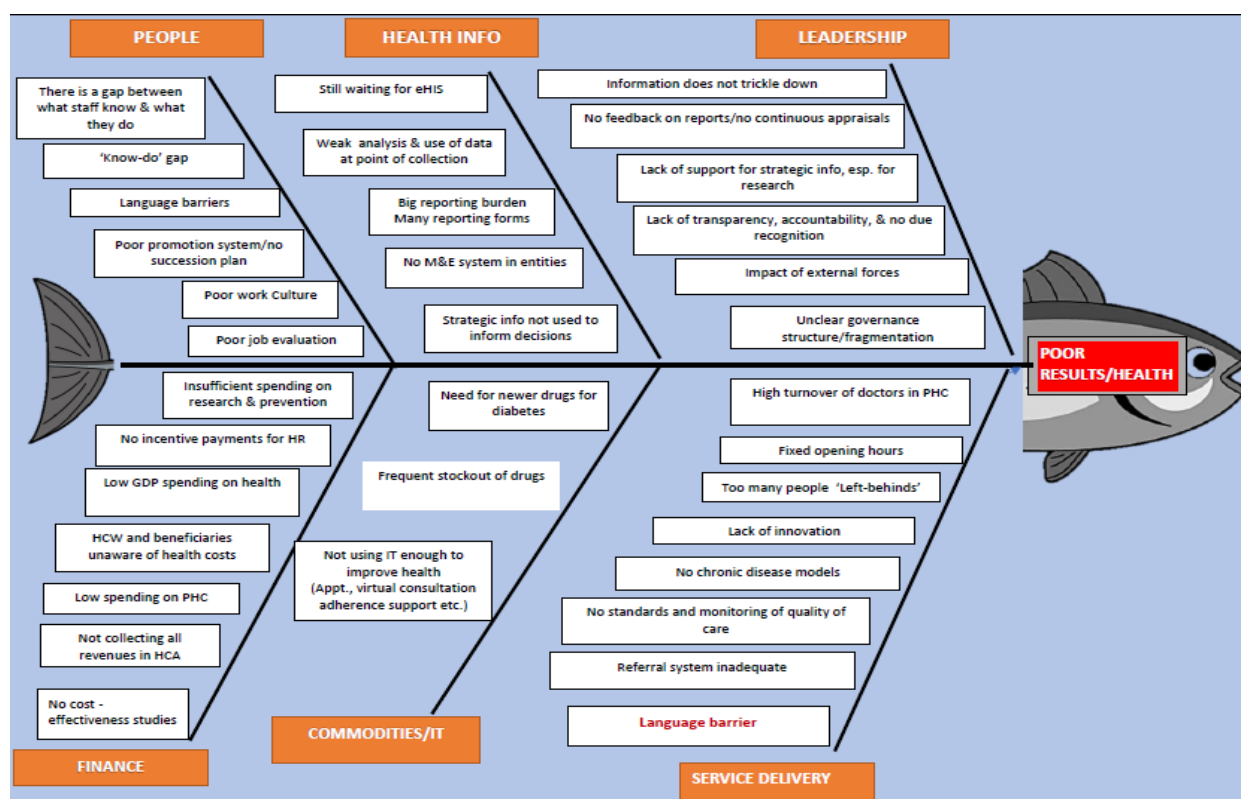 PEOPLE
There is a gap between
what staff know & what
they do
‘Know-do’ gap
Language barriers
Poor promotion system/no
succession plan
Poor work Culture
Poor job evaluation
HEALTH INFO
Still waiting for eHIS
Weak analysis & use of data
at point of collection
Big reporting burden
Many reporting forms
No M&E system in entities
Strategic info not used to
inform decisions
LEADERSHIP
Information does not trickle down
No feedback on reports/no continuous appraisals
Lack of support for strategic info, esp. for
research
Lack of transparency, accountability, & no due
recognition
Impact of external forces
Unclear governance
structure/fragmentation
POOR
RESULTS/HEALTH
Insufficient spending on
research & prevention
No incentive payments for HR
Low GDP spending on health
HCW and beneficiaries
unaware of health costs
Low spending on PHC
Not collecting all
revenues in HCA
No cost -
effectiveness studies
FINANCE
Need for newer drugs for
diabetes
Frequent stockout of drugs
Not using IT enough to
improve health
(Appt., virtual consultation
adherence support etc.)
COMMODITIES/IT
High turnover of doctors in PHC
Fixed opening hours
Too many people ‘Left-behinds’
Lack of innovation
No chronic disease models
No standards and monitoring of quality of
care
Referral system inadequate
Language barrier
SERVICE DELIVERY